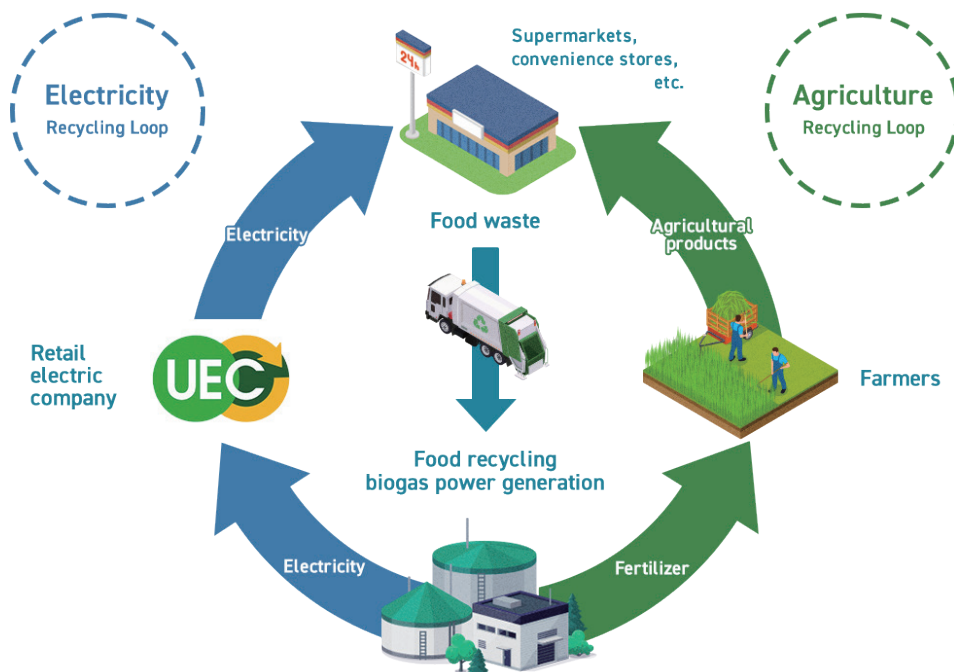 Electricity
Recycling Loop
24h
Supermarkets,
convenience stores,
etc.
Agriculture
Recycling Loop
Electricity
Food waste
Agricultural
products
Retail
electric
company
UEC
Farmers
Food recycling
biogas power generation
Electricity
Fertilizer